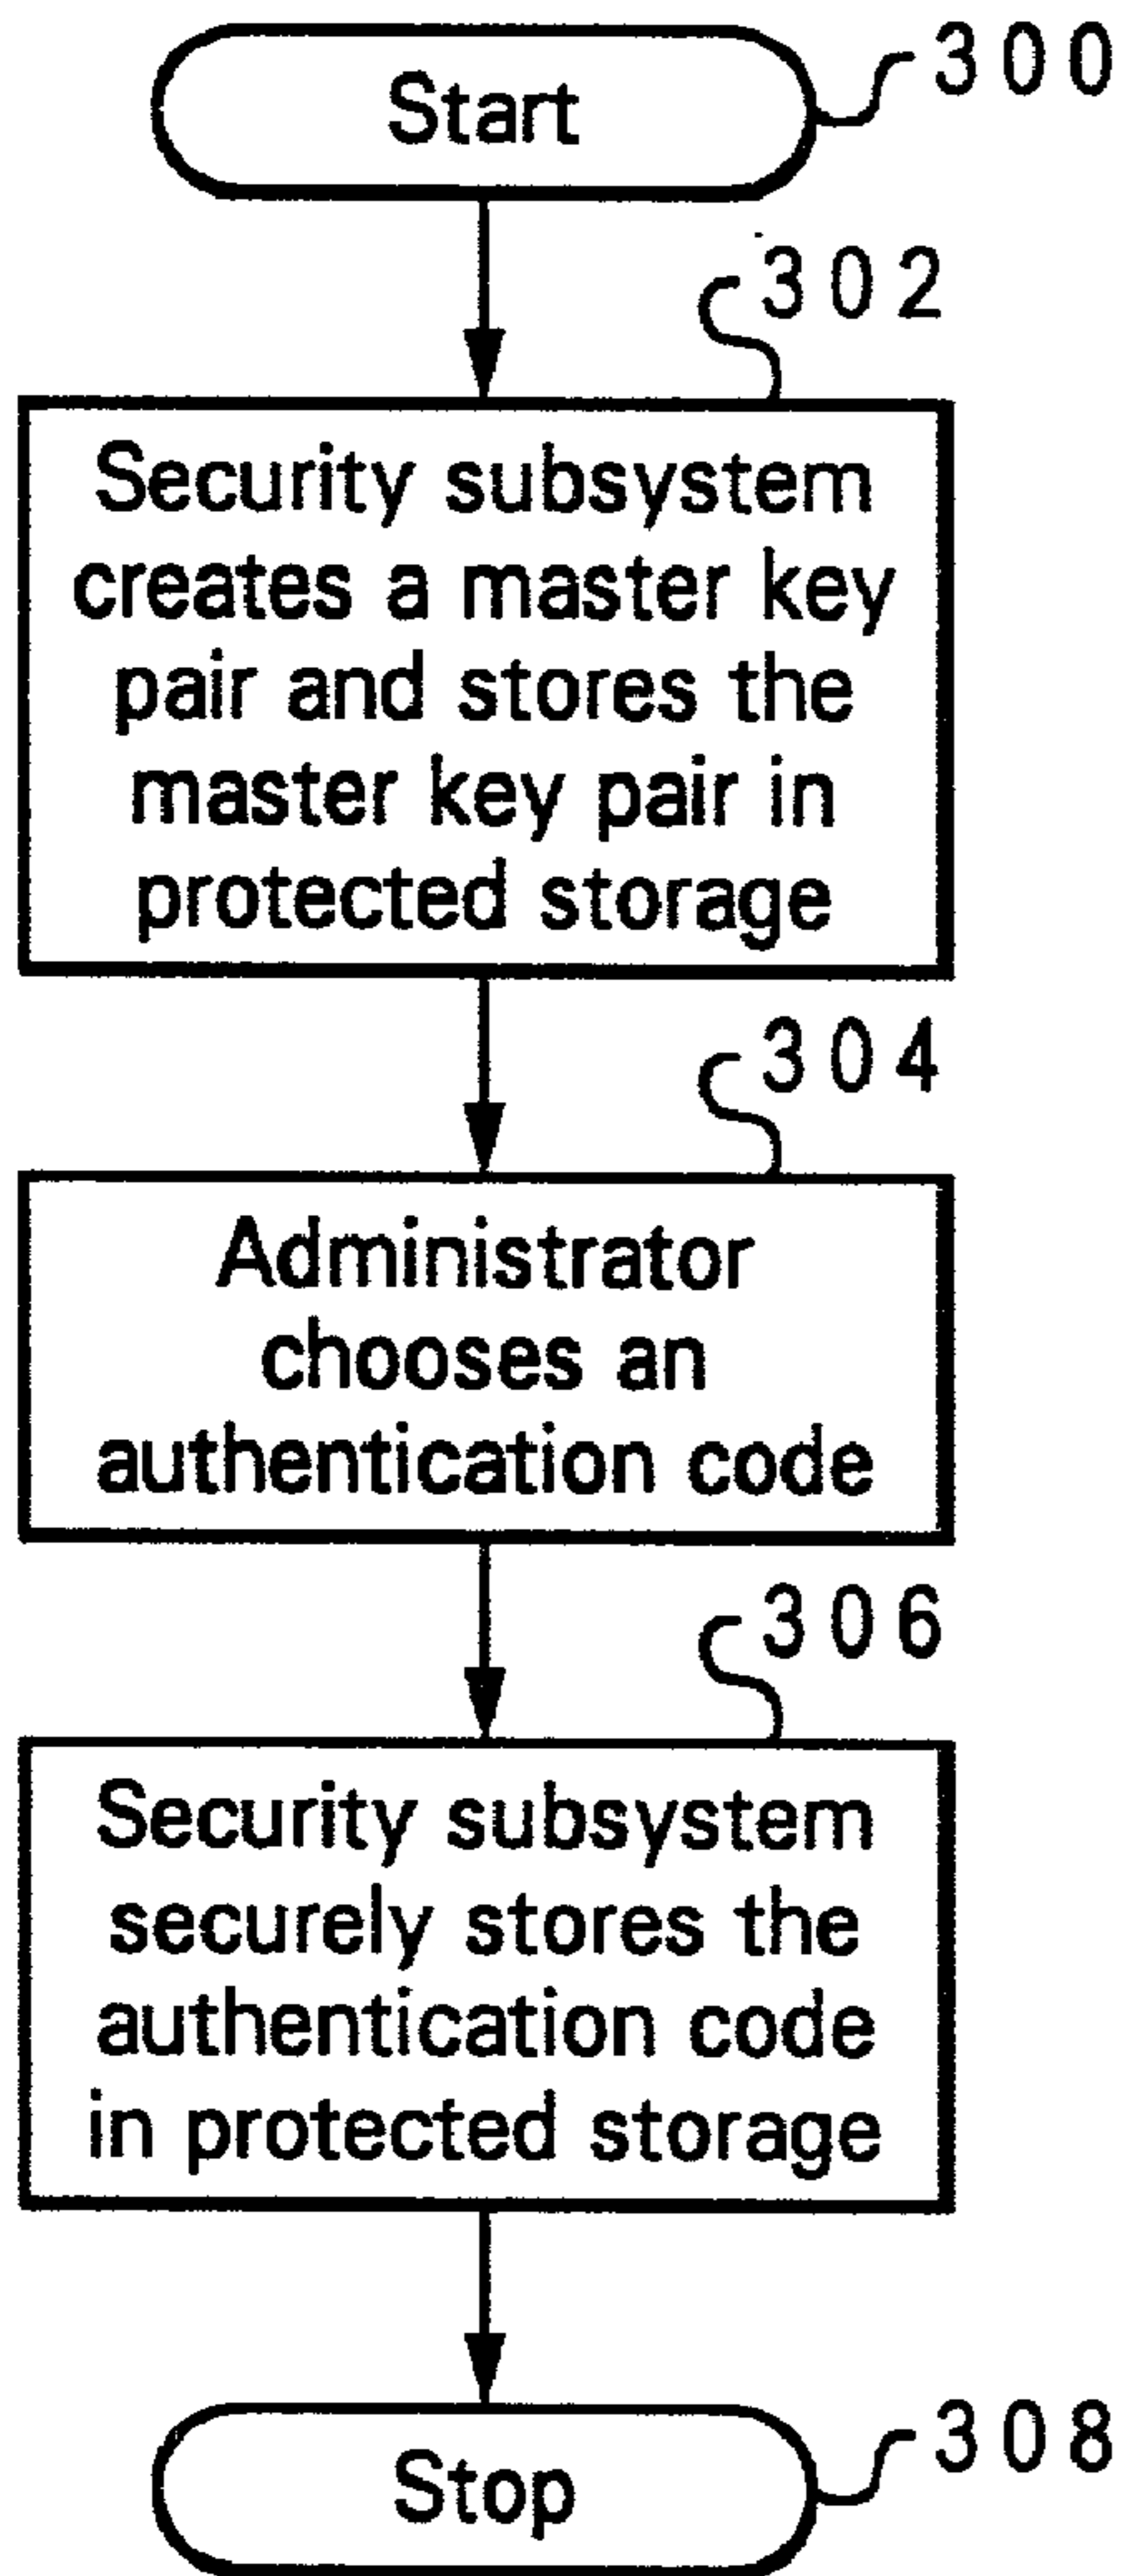 Start
300
302
Security subsystem
creates a master key
pair and stores the
master key pair in
protected storage
304
Administrator
chooses an
authentication code
306
Security subsystem
securely stores the
authentication code
in protected storage
Stop
308